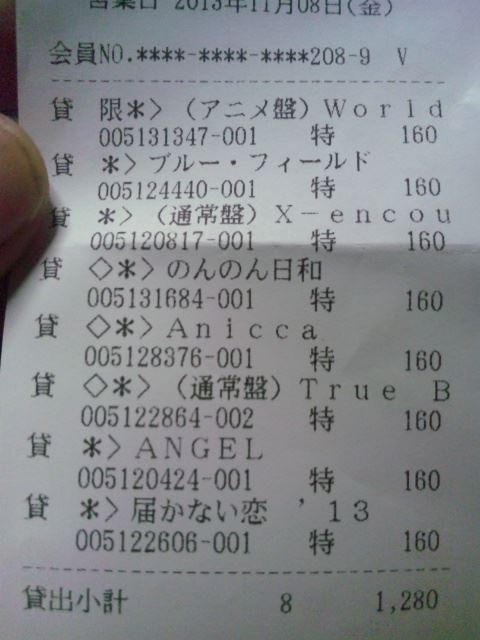 営業日 2013年11月08日(金)
会員NO.****-****-****208-9 V
貸 限*>(アニメ盤)World
005131347-001 特 160
貸 *>ブルー・フィールド
005124440-001 特 160
貸 *>(通常盤)X-encou
005120817-001 特 160
貸 ◇*>のんのん日和
005131684-001 特 160
貸 ◇*>Anicca
005128376-001 特 160
貸 ◇*>(通常盤)True B
005122864-002 特 160
貸 *>ANGEL
005120424-001 特 160
貸 *>届かない恋 '13
005122606-001 特 160
貸出小計 8 1,280